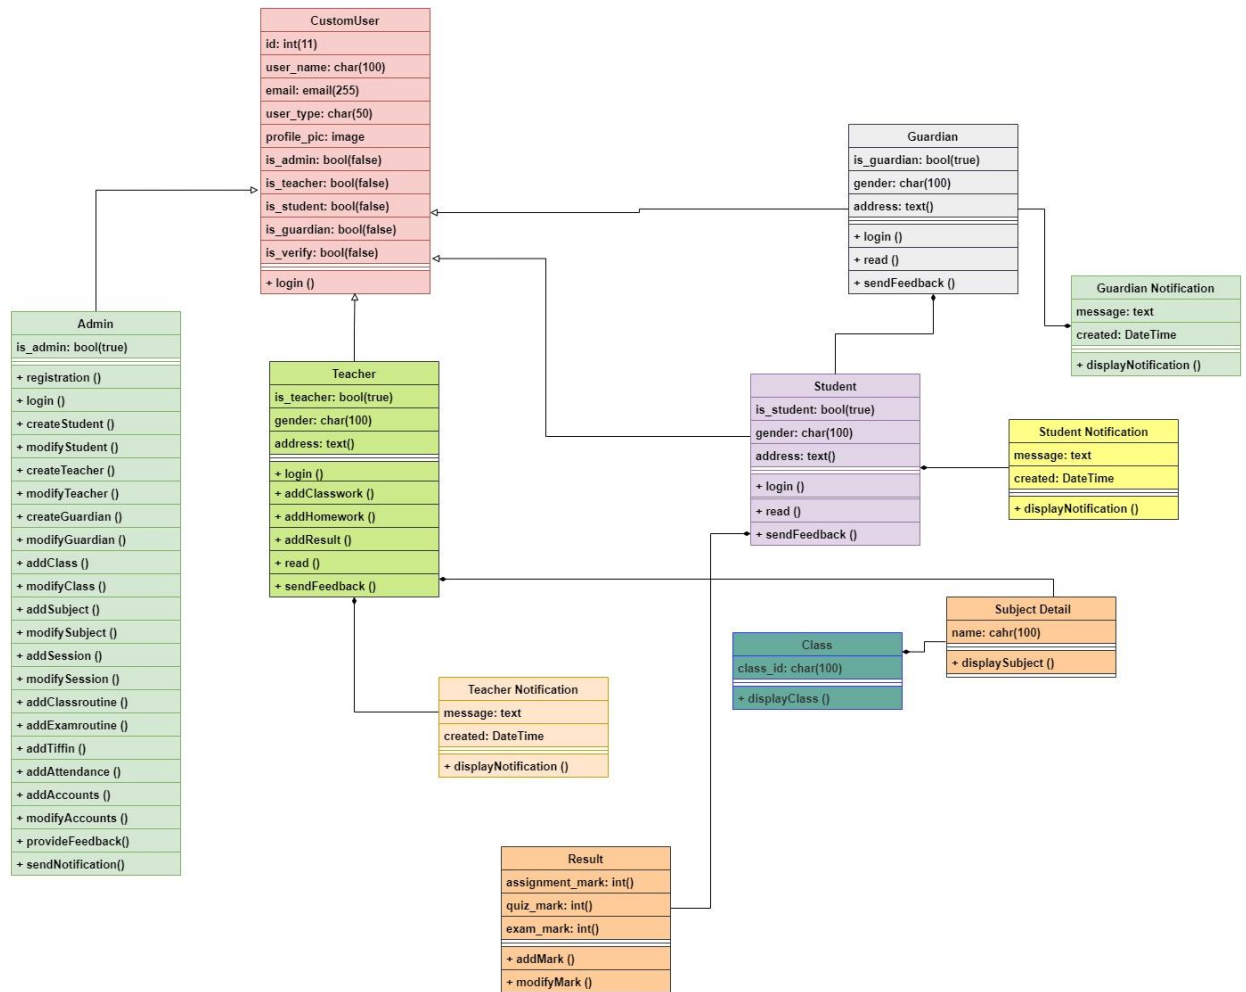 CustomUser
id: int(11)
user_name: char(100)
email: email(255)
user_type: char(50)
profile_pic: image
is_admin: bool(false)
is_teacher: bool(false)
is_student: bool(false)
is_guardian: bool(false)
is_verify: bool(false)
+ login ()
Guardian
is_guardian: bool(true)
gender: char(100)
address: text()
+ login ()
+ read ()
+ sendFeedback ()
Guardian Notification
message: text
created: DateTime
+ displayNotification ()
Admin
is_admin: bool(true)
+ registration ()
+ login ()
+ createStudent ()
+ modifyStudent ()
+ createTeacher ()
+ modifyTeacher ()
+ createGuardian ()
+ modifyGuardian ()
+ addClass ()
+ modifyClass ()
+ addSubject ()
+ modifySubject ()
+ addSession ()
+ modifySession ()
+ addClassroutine ()
+ addExamroutine ()
+ addTiffin ()
+ addAttendance ()
+ addAccounts ()
+ modifyAccounts ()
+ provideFeedback()
+ sendNotification()
Teacher
is_teacher: bool(true)
gender: char(100)
address: text()
+ login ()
+ addClasswork ()
+ addHomework ()
+ addResult ()
+ read ()
+ sendFeedback ()
Student
is_student: bool(true)
gender: char(100)
address: text()
+ login ()
+ read ()
+ sendFeedback ()
Student Notification
message: text
created: DateTime
+ displayNotification ()
Subject Detail
name: cahr(100)
+ displaySubject ()
Class
class_id: char(100)
+ displayClass ()
Teacher Notification
message: text
created: DateTime
+ displayNotification ()
Result
assignment_mark: int()
quiz_mark: int()
exam_mark: int()
+ addMark ()
+ modifyMark ()